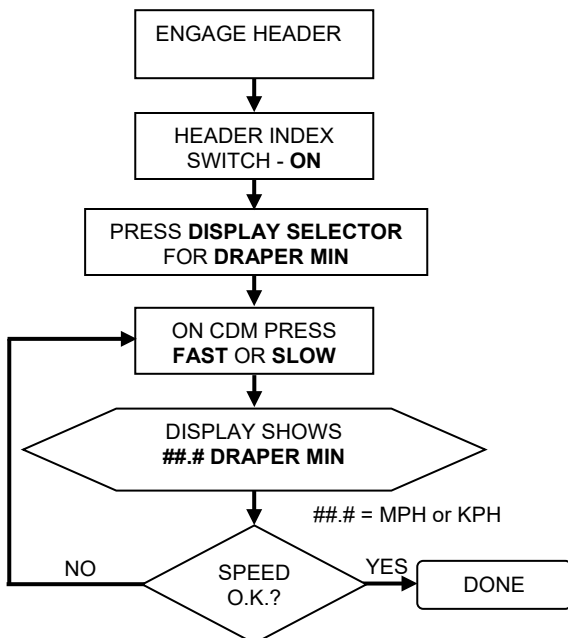 ENGAGE HEADER
HEADER INDEX
SWITCH - ON
PRESS DISPLAY SELECTOR
FOR DRAPER MIN
ON CDM PRESS
FAST OR SLOW
DISPLAY SHOWS
##.# DRAPER MIN
##.# = MPH or KPH
NO
SPEED
O.K.?
YES
DONE